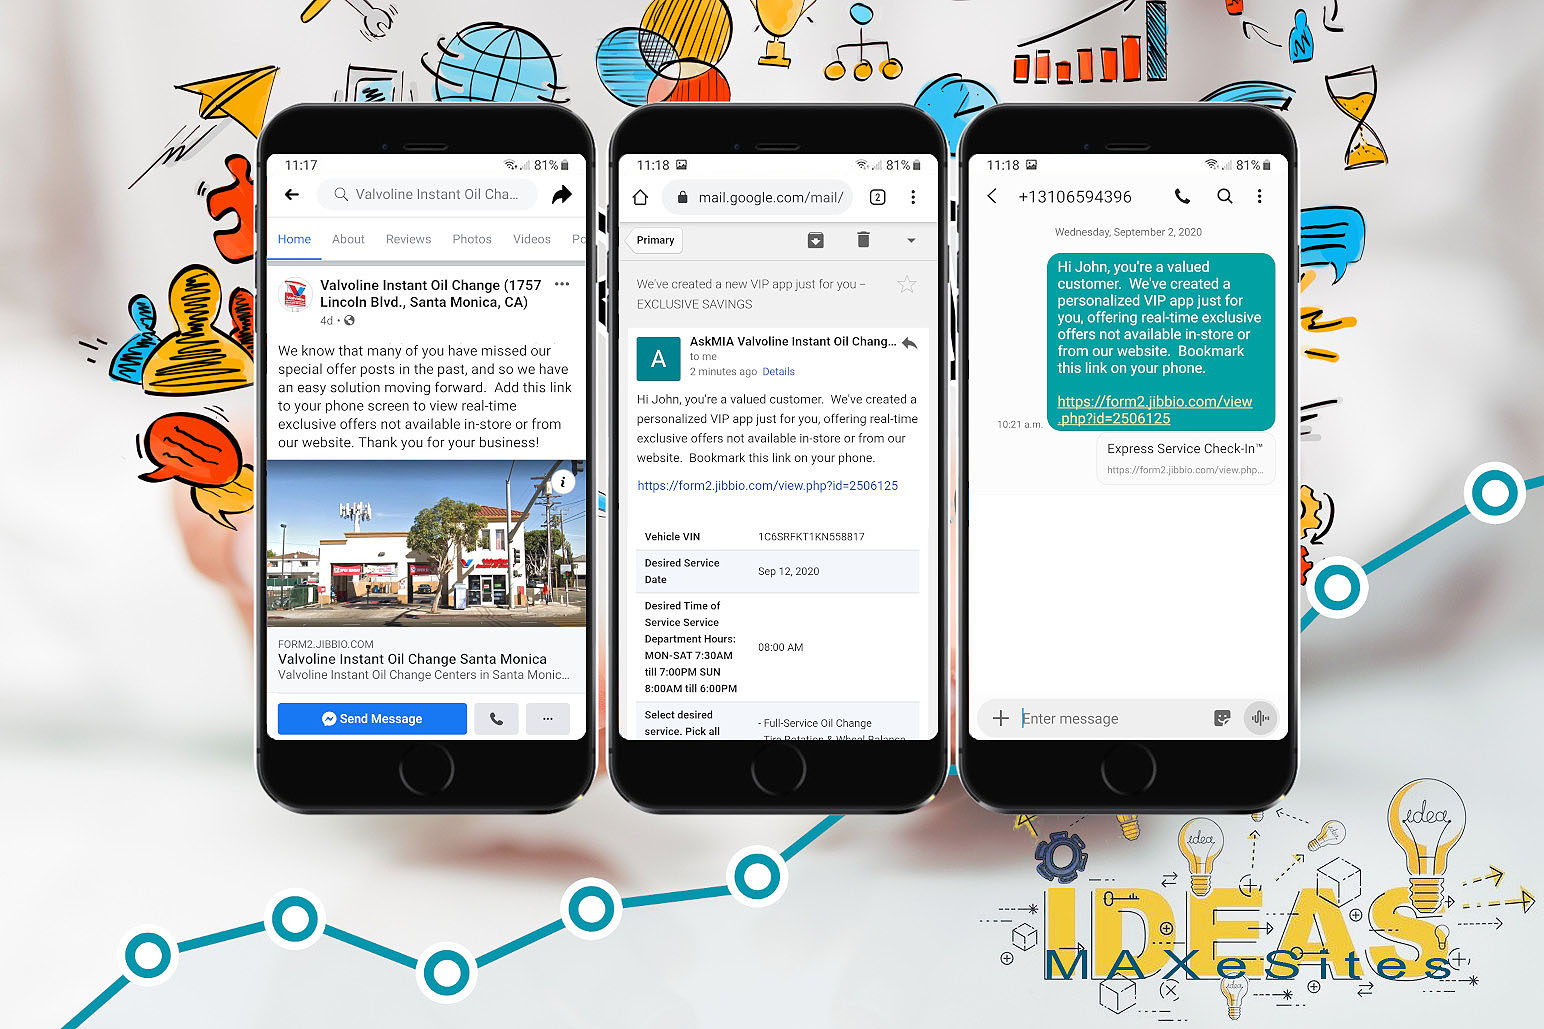 11:17
81%
Valvoline Instant Oil Cha...
Home About Reviews Photos Videos Po
Valvoline Instant Oil Change (1757
Lincoln Blvd., Santa Monica, CA)
4d •
We know that many of you have missed our
special offer posts in the past, and so we have
an easy solution moving forward.  Add this link
to your phone screen to view real-time
exclusive offers not available in-store or from
our website. Thank you for your business!
i
FORM2.JIBBIO.COM
Valvoline Instant Oil Change Santa Monica
Valvoline Instant Oil Change Centers in Santa Monic...
Send Message
...
11:18
81%
mail.google.com/mail/
2
Primary
We've created a new VIP app just for you –
EXCLUSIVE SAVINGS
A
AskMIA Valvoline Instant Oil Chang...
to me
2 minutes ago Details
Hi John, you're a valued customer.  We've created a
personalized VIP app just for you, offering real-time
exclusive offers not available in-store or from our
website.  Bookmark this link on your phone.
https://form2.jibbio.com/view.php?id=2506125
Vehicle VIN 1C6SRFKT1KN558817
Desired Service
Date
Sep 12, 2020
Desired Time of
Service Service
Department Hours:
MON-SAT 7:30AM
till 7:00PM SUN
8:00AM till 6:00PM
08:00 AM
Select desired
service. Pick all
- Full-Service Oil Change
- Tire Rotation & Wheel Balance
11:18
81%
+13106594396
Wednesday, September 2, 2020
Hi John, you're a valued
customer.  We've created a
personalized VIP app just for
you, offering real-time exclusive
offers not available in-store or
from our website.  Bookmark
this link on your phone.
https://form2.jibbio.com/view
.php?id=2506125
10:21 a.m.
Express Service Check-In™
https://form2.jibbio.com/view.php...
Enter message
idea
idea
IDEAS
MAXeSites
idea